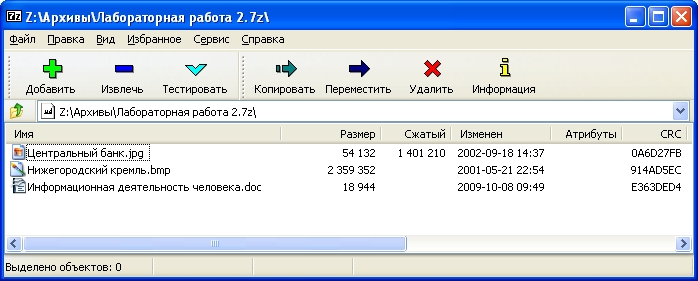 7z Z:\Архивы\Лабораторная работа 2.7z\
Файл Правка Вид Избранное Сервис Справка
Добавить Извлечь Тестировать Копировать Переместить Удалить Информация
Z:\Архивы\Лабораторная работа 2.7z\
Имя Размер Сжатый Изменен Атрибуты CRC
Центральный банк.jpg 54 132 1 401 210 2002-09-18 14:37 0A6D27FB
Нижегородский кремль.bmp 2 359 352 2001-05-21 22:54 914AD5EC
Информационная деятельность человека.doc 18 944 2009-10-08 09:49 E363DED4
Выделено объектов: 0